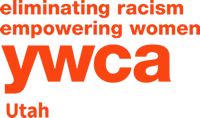 eliminating racism
empowering women
ywca
Utah